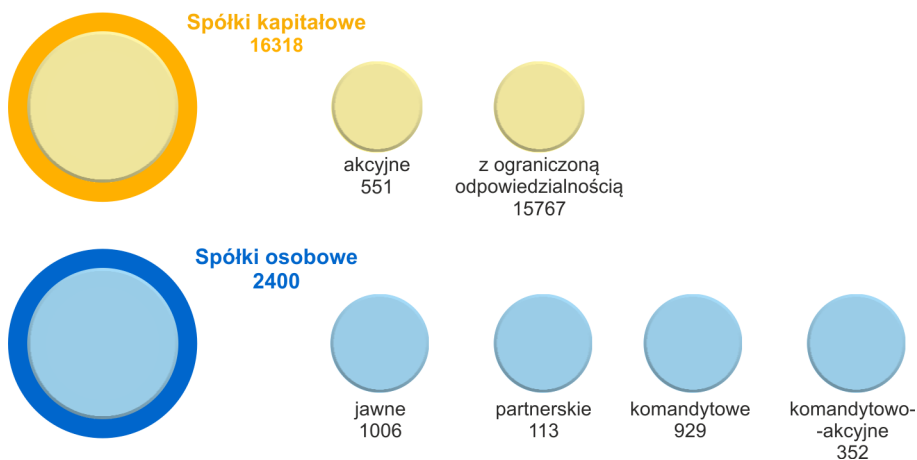 Spółki kapitałowe
16318
akcyjne
551
z ograniczoną
odpowiedzialnością
15767
Spółki osobowe
2400
jawne
1006
partnerskie
113
komandytowe
929
komandytowo-
-akcyjne
352